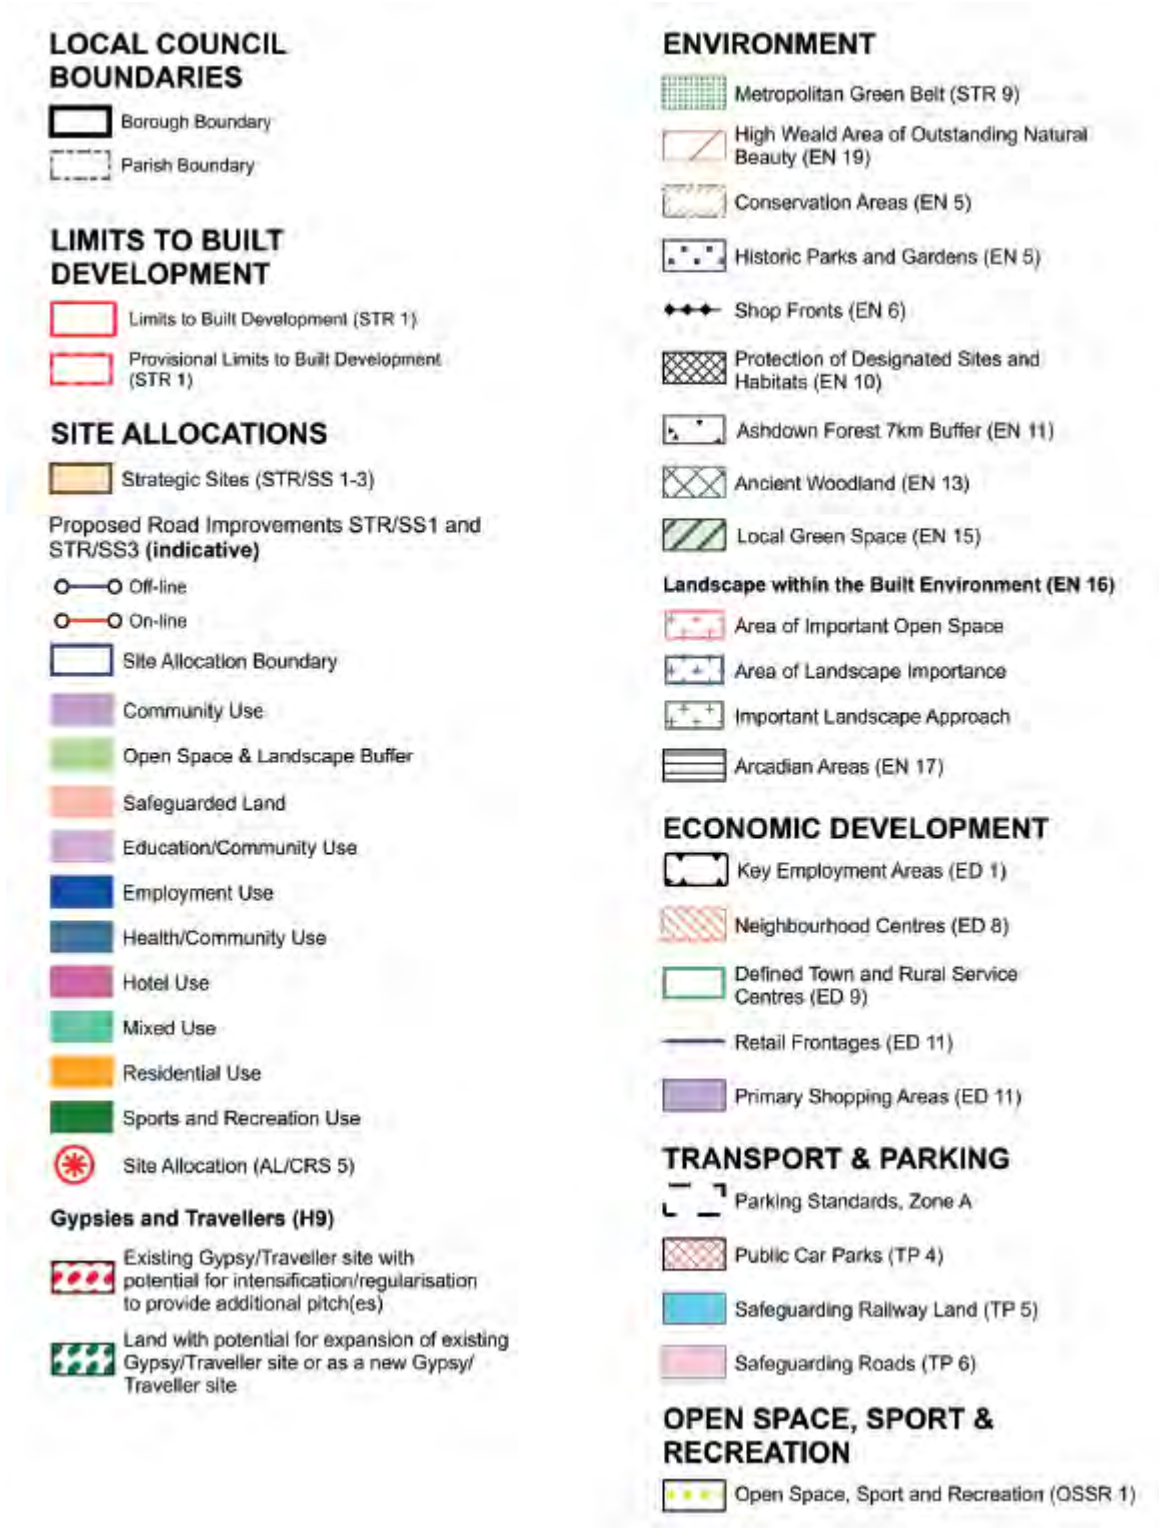 LOCAL COUNCIL
BOUNDARIES
Borough Boundary
Parish Boundary
LIMITS TO BUILT
DEVELOPMENT
Limits to Built Development (STR 1)
Provisional Limits to Built Development
(STR 1)
SITE ALLOCATIONS
Strategic Sites (STR/SS 1-3)
Proposed Road Improvements STR/SS1 and
STR/SS3 (indicative)
Off-line
On-line
Site Allocation Boundary
Community Use
Open Space & Landscape Buffer
Safeguarded Land
Education/Community Use
Employment Use
Health/Community Use
Hotel Use
Mixed Use
Residential Use
Sports and Recreation Use
Site Allocation (AL/CRS 5)
Gypsies and Travellers (H9)
Existing Gypsy/Traveller site with
potential for intensification/regularisation
to provide additional pitch(es)
Land with potential for expansion of existing
Gypsy/Traveller site or as a new Gypsy/
Traveller site
ENVIRONMENT
Metropolitan Green Belt (STR 9)
High Weald Area of Outstanding Natural
Beauty (EN 19)
Conservation Areas (EN 5)
Historic Parks and Gardens (EN 5)
Shop Fronts (EN 6)
Protection of Designated Sites and
Habitats (EN 10)
Ashdown Forest 7km Buffer (EN 11)
Ancient Woodland (EN 13)
Local Green Space (EN 15)
Landscape within the Built Environment (EN 16)
Area of Important Open Space
Area of Landscape Importance
Important Landscape Approach
Arcadian Areas (EN 17)
ECONOMIC DEVELOPMENT
Key Employment Areas (ED 1)
Neighbourhood Centres (ED 8)
Defined Town and Rural Service
Centres (ED 9)
Retail Frontages (ED 11)
Primary Shopping Areas (ED 11)
TRANSPORT & PARKING
Parking Standards, Zone A
Public Car Parks (TP 4)
Safeguarding Railway Land (TP 5)
Safeguarding Roads (TP 6)
OPEN SPACE, SPORT &
RECREATION
Open Space, Sport and Recreation (OSSR 1)